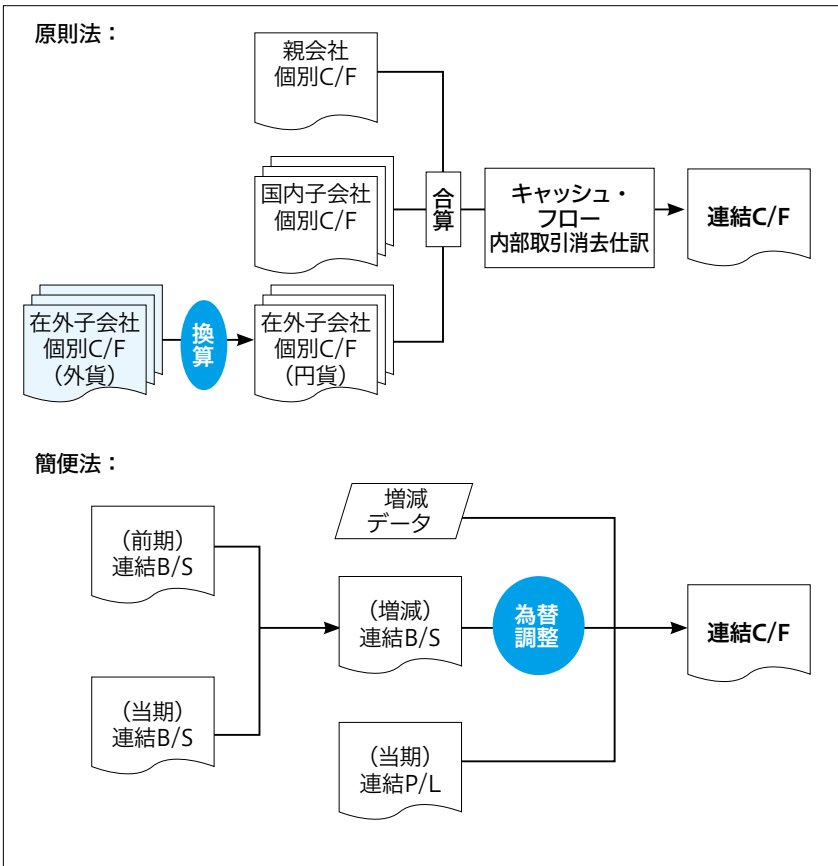 原則法：
親会社
個別C/F
国内子会社
個別C/F
在外子会社
個別C/F
（外貨）
換算
在外子会社
個別C/F
（円貨）
合算
キャッシュ・
フロー
内部取引消去仕訳
連結C/F
簡便法：
（前期）
連結B/S
（当期）
連結B/S
増減
データ
（増減）
連結B/S
為替
調整
（当期）
連結P/L
連結C/F